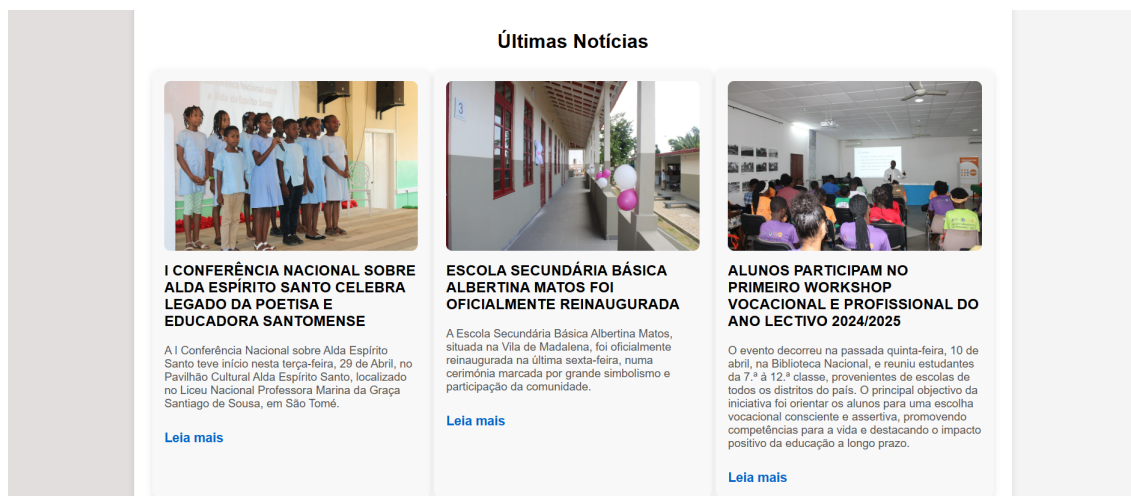 Últimas Notícias
3
I CONFERÊNCIA NACIONAL SOBRE
ALDA ESPÍRITO SANTO CELEBRA
LEGADO DA POETISA E
EDUCADORA SANTOMENSE
A I Conferência Nacional sobre Alda Espírito
Santo teve início nesta terça-feira, 29 de Abril, no
Pavilhão Cultural Alda Espírito Santo, localizado
no Liceu Nacional Professora Marina da Graça
Santiago de Sousa, em São Tomé.
Leia mais
ESCOLA SECUNDÁRIA BÁSICA
ALBERTINA MATOS FOI
OFICIALMENTE REINAUGURADA
A Escola Secundária Básica Albertina Matos,
situada na Vila de Madalena, foi oficialmente
reinaugurada na última sexta-feira, numa
cerimónia marcada por grande simbolismo e
participação da comunidade.
Leia mais
ALUNOS PARTICIPAM NO
PRIMEIRO WORKSHOP
VOCACIONAL E PROFISSIONAL DO
ANO LECTIVO 2024/2025
O evento decorreu na passada quinta-feira, 10 de
abril, na Biblioteca Nacional, e reuniu estudantes
da 7.ª à 12.ª classe, provenientes de escolas de
todos os distritos do país. O principal objectivo da
iniciativa foi orientar os alunos para uma escolha
vocacional consciente e assertiva, promovendo
competências para a vida e destacando o impacto
positivo da educação a longo prazo.
Leia mais